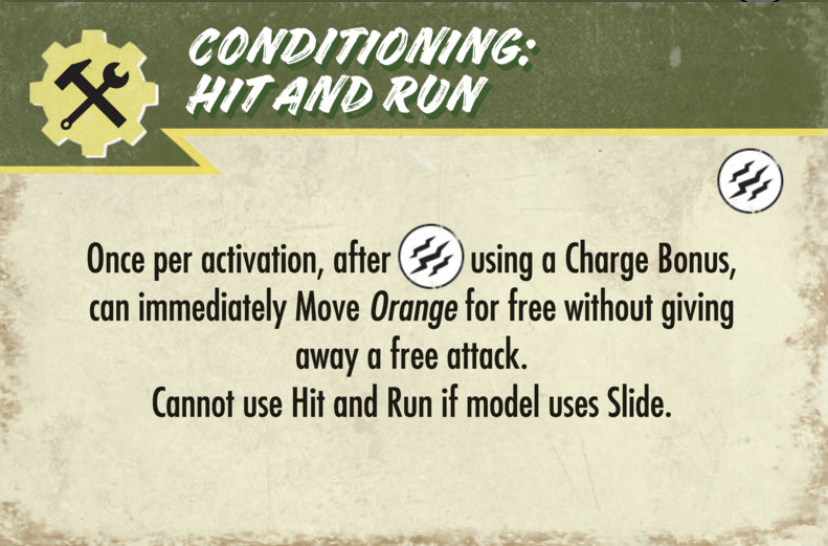 CONDITIONING:
HIT AND RUN
Once per activation, after using a Charge Bonus,
can immediately Move Orange for free without giving
away a free attack.
Cannot use Hit and Run if model uses Slide.